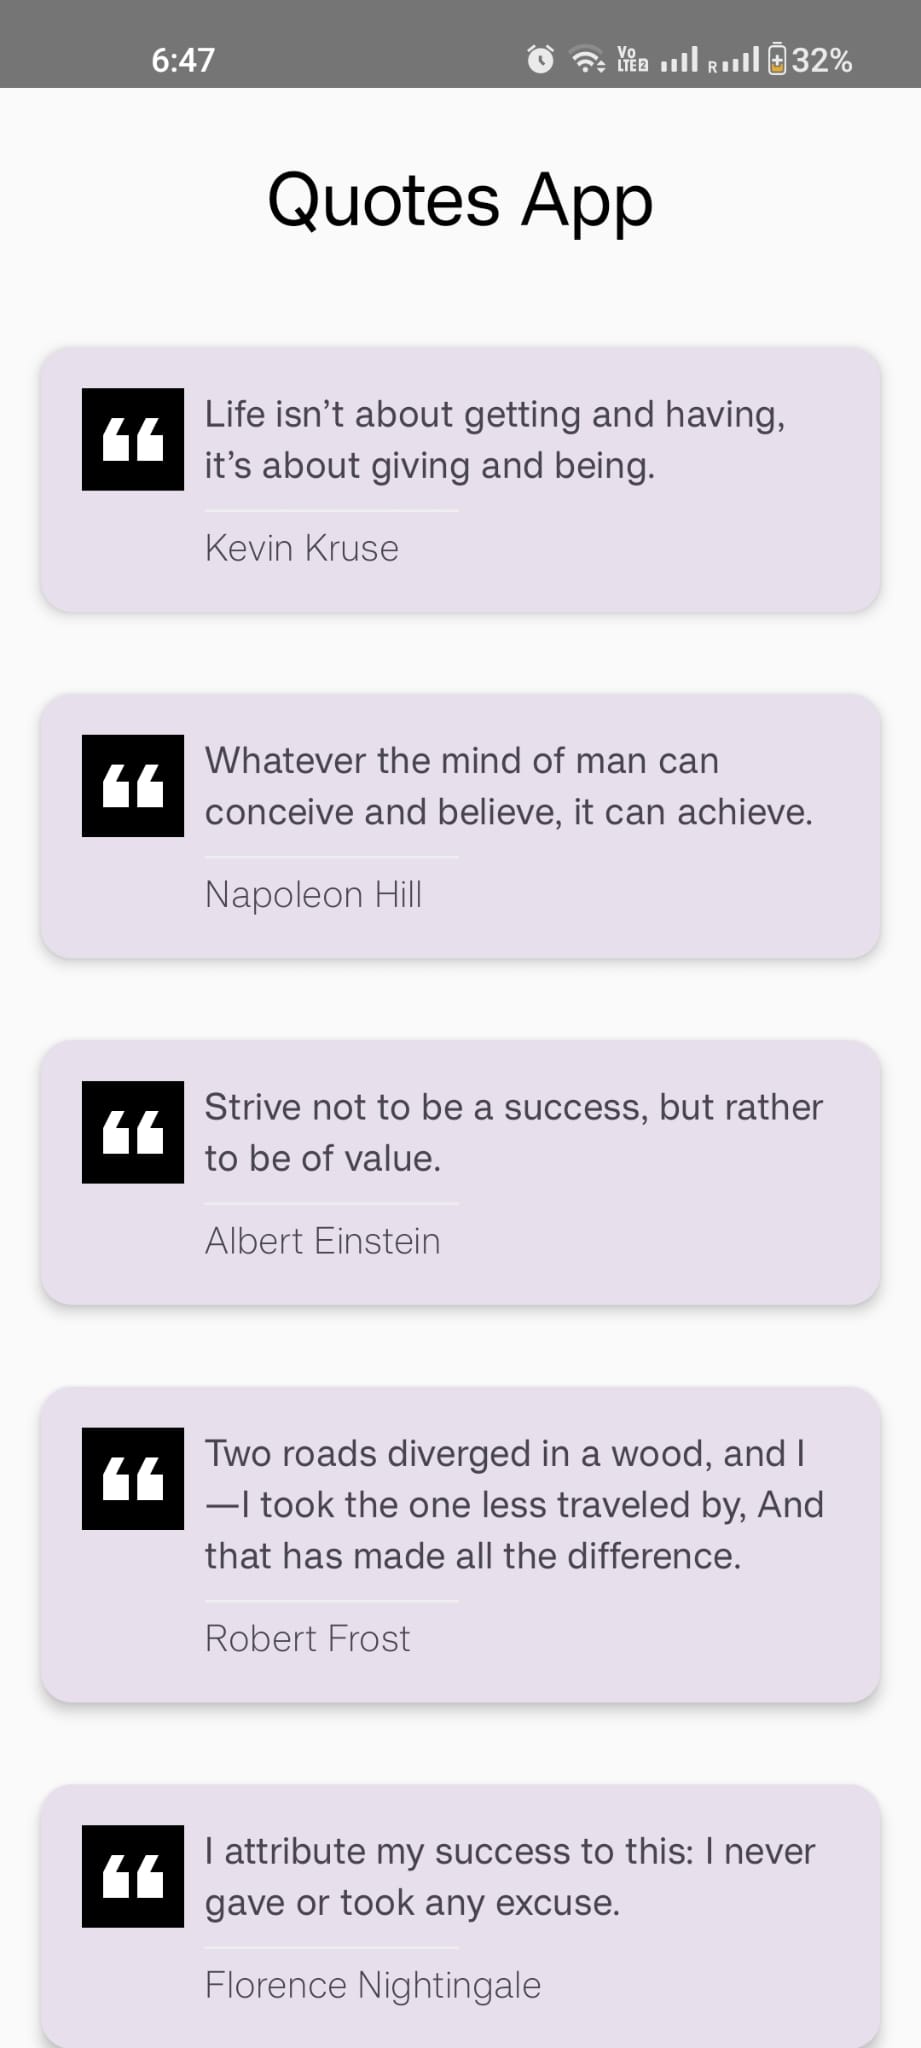 6:47
Vo
LTE2
R
32%
Quotes App
Life isn’t about getting and having,
it’s about giving and being.
Kevin Kruse
Whatever the mind of man can
conceive and believe, it can achieve.
Napoleon Hill
Strive not to be a success, but rather
to be of value.
Albert Einstein
Two roads diverged in a wood, and I
—I took the one less traveled by, And
that has made all the difference.
Robert Frost
I attribute my success to this: I never
gave or took any excuse.
Florence Nightingale